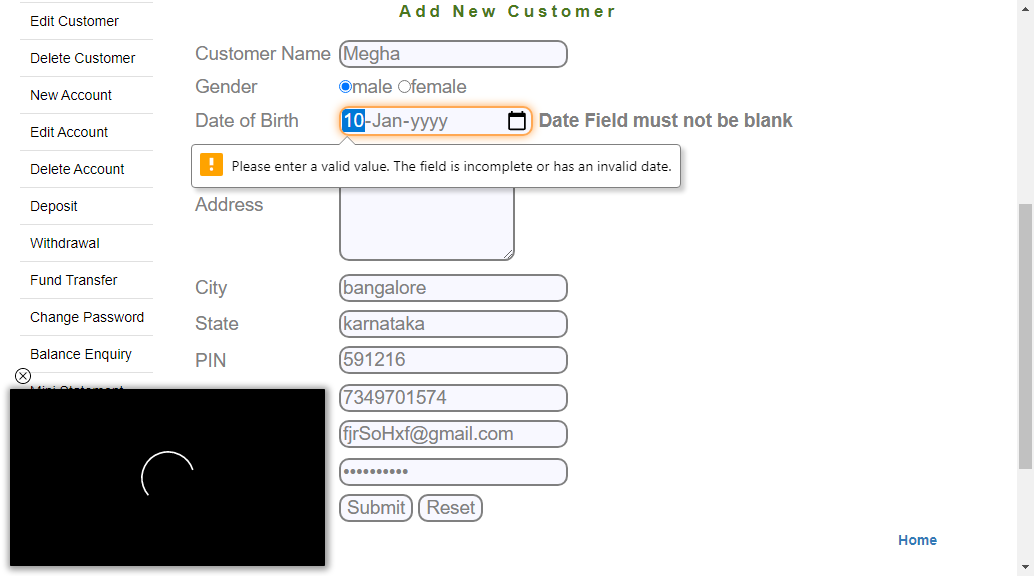 Add New Customer
Edit Customer
Delete Customer
New Account
Edit Account
Delete Account
Deposit
Withdrawal
Fund Transfer
Change Password
Balance Enquiry
Customer Name Megha
Gender male female
Date of Birth 10-Jan-yyyy Date Field must not be blank
! Please enter a valid value. The field is incomplete or has an invalid date.
Address
City bangalore
State karnataka
PIN 591216
7349701574
fjrSoHxf@gmail.com
••••••••••
Submit Reset
Home